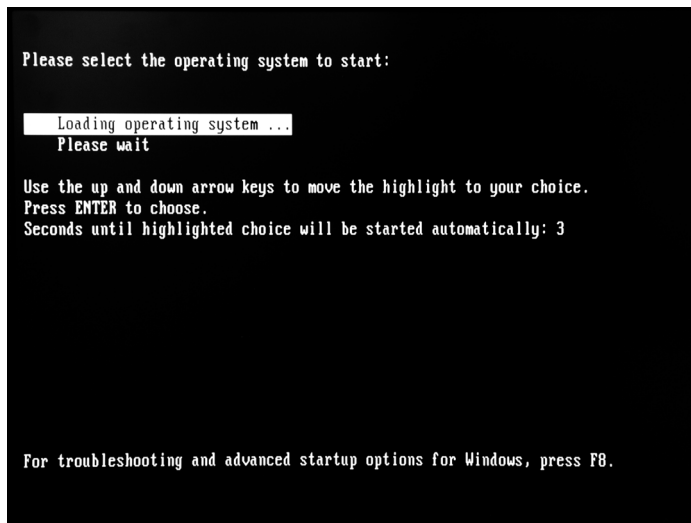 Please select the operating system to start:
Loading operating system ...
Please wait
Use the up and down arrow keys to move the highlight to your choice.
Press ENTER to choose.
Seconds until highlighted choice will be started automatically: 3
For troubleshooting and advanced startup options for Windows, press F8.